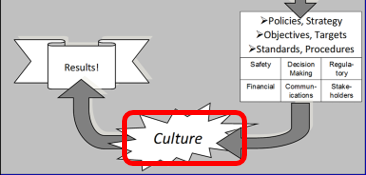 ➢Policies, Strategy
➢Objectives, Targets
➢Standards, Procedures
Safety
Decision
Making
Regula-
tory
Financial
Commun-
ications
Stake-
holders
Results!
Culture